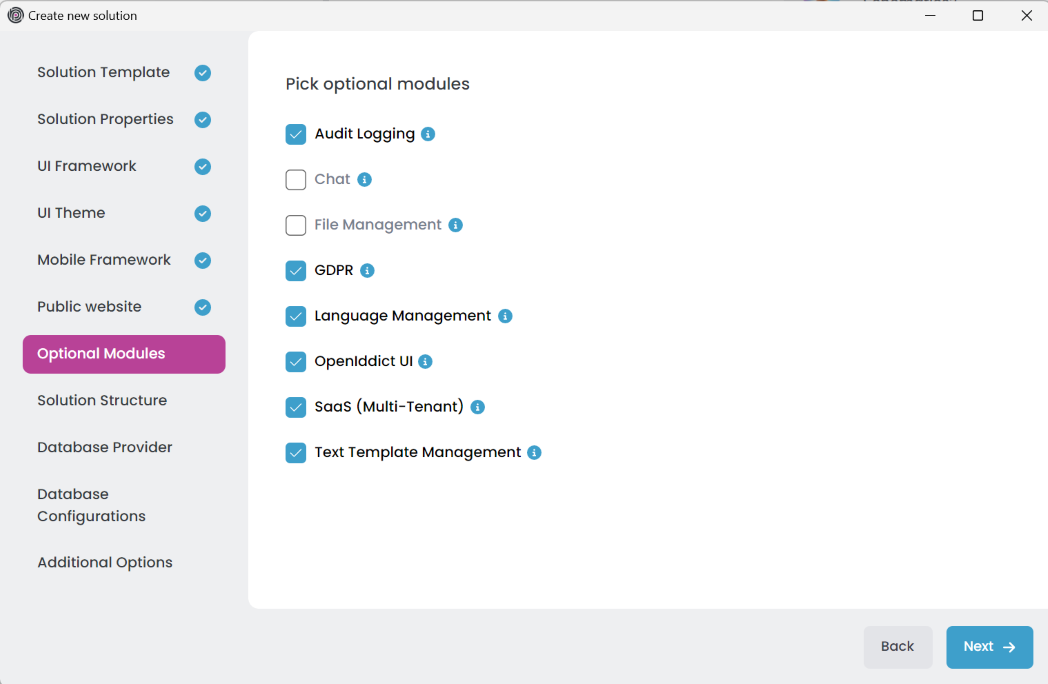 Create new solution
Solution Template
Solution Properties
UI Framework
UI Theme
Mobile Framework
Public website
Optional Modules
Solution Structure
Database Provider
Database
Configurations
Additional Options
Pick optional modules
Audit Logging
Chat
File Management
GDPR
Language Management
OpenIddict UI
SaaS (Multi-Tenant)
Text Template Management
Back
Next